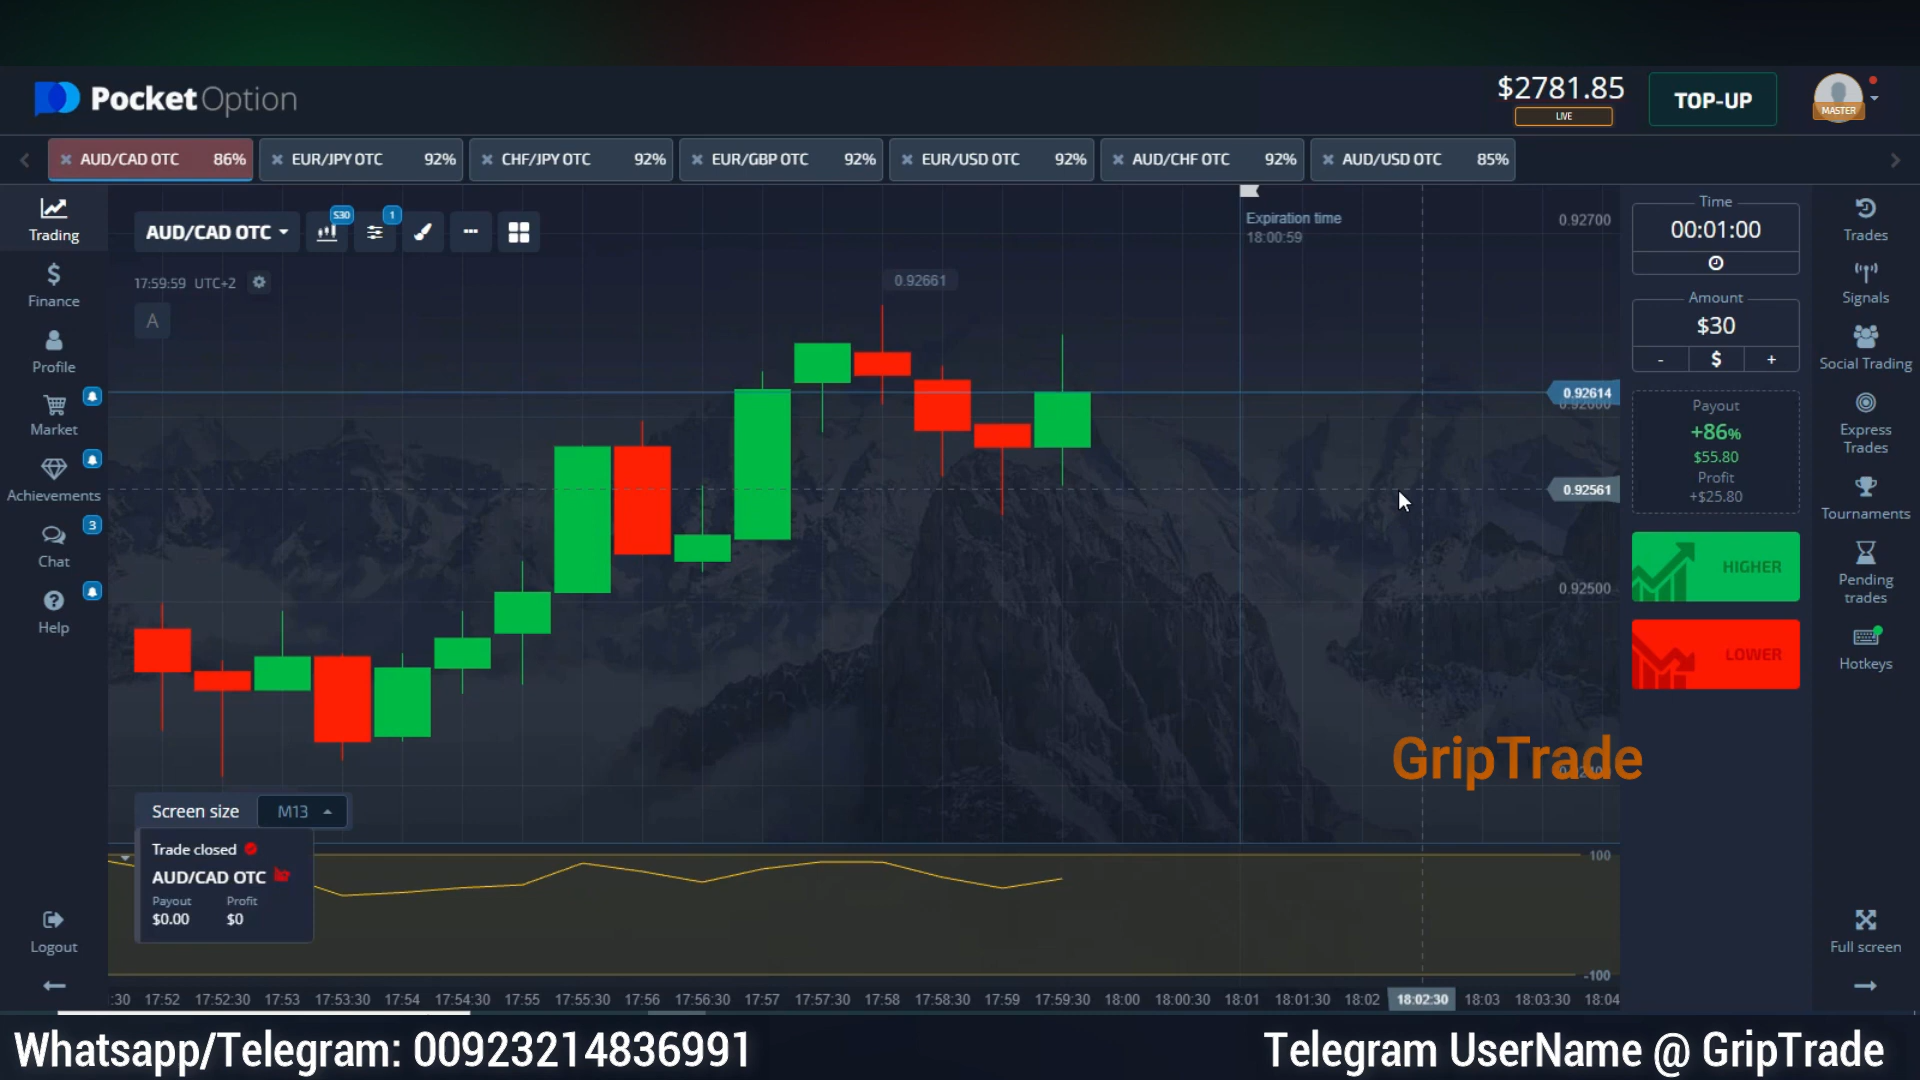 Pocket Option
$2781.85
LIVE
TOP-UP
MASTER
AUD/CAD OTC 86%
EUR/JPY OTC 92%
CHF/JPY OTC 92%
EUR/GBP OTC 92%
EUR/USD OTC 92%
AUD/CHF OTC 92%
AUD/USD OTC 85%
Trading
Finance
Profile
Market
Achievements
3
Chat
Help
Logout
AUD/CAD OTC
S30
1
17:59:59 UTC+2
A
0.92661
Expiration time
18:00:59
0.92700
0.92614
0.92561
0.92500
Screen size M13
Trade closed
AUD/CAD OTC
Payout Profit
$0.00 $0
100
-100
:30 17:52 17:52:30 17:53 17:53:30 17:54 17:54:30 17:55 17:55:30 17:56 17:56:30 17:57 17:57:30 17:58 17:58:30 17:59 17:59:30 18:00 18:00:30 18:01 18:01:30 18:02 18:02:30 18:03 18:03:30 18:04
Time
00:01:00
Amount
$30
- $ +
Payout
+86%
$55.80
Profit
+$25.80
HIGHER
LOWER
GripTrade
Trades
Signals
Social Trading
Express
Trades
Tournaments
Pending
trades
Hotkeys
Full screen
Whatsapp/Telegram: 00923214836991
Telegram UserName @ GripTrade